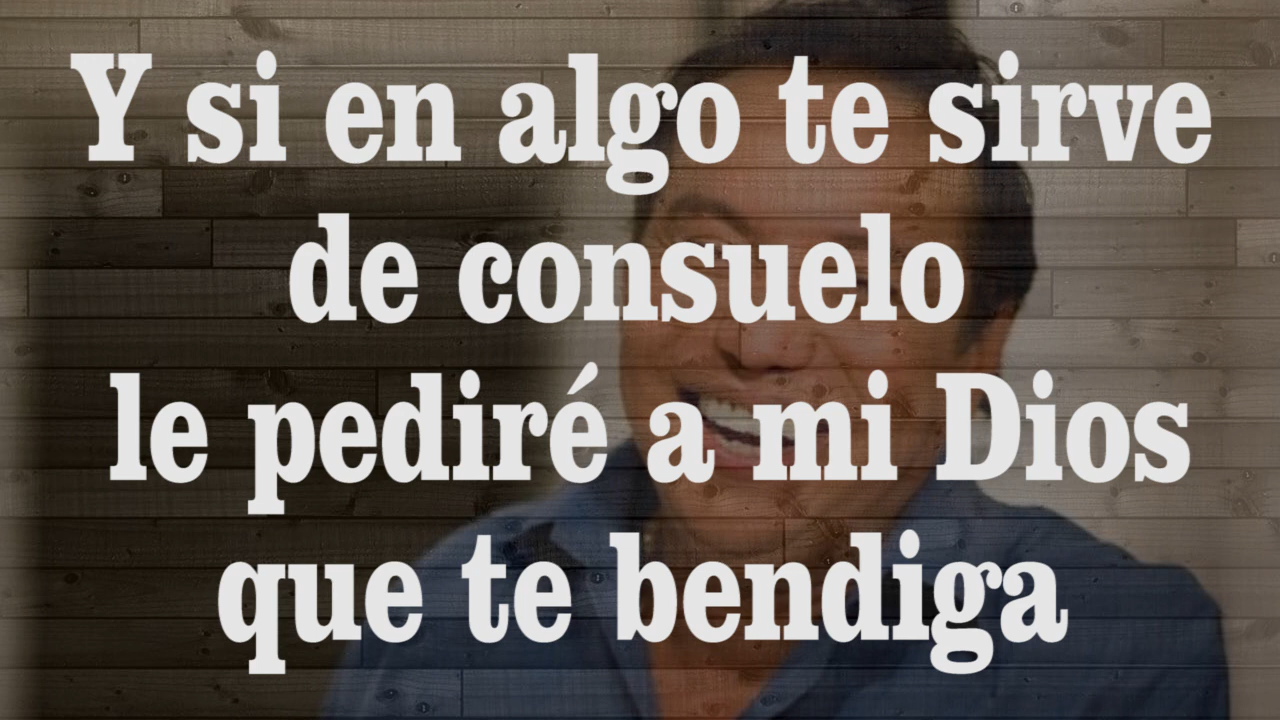 Y si en algo te sirve
de consuelo
le pediré a mi Dios
que te bendiga